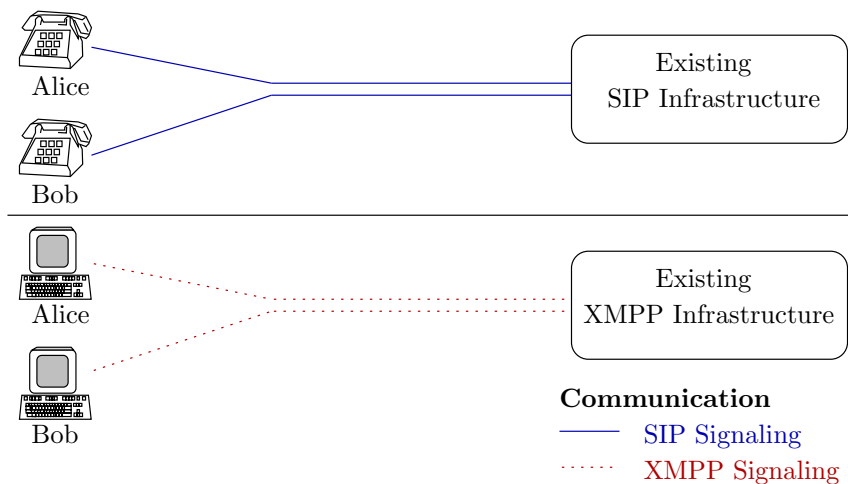 Alice
Existing
SIP Infrastructure
Bob
Alice
Existing
XMPP Infrastructure
Bob
Communication
SIP Signaling
XMPP Signaling